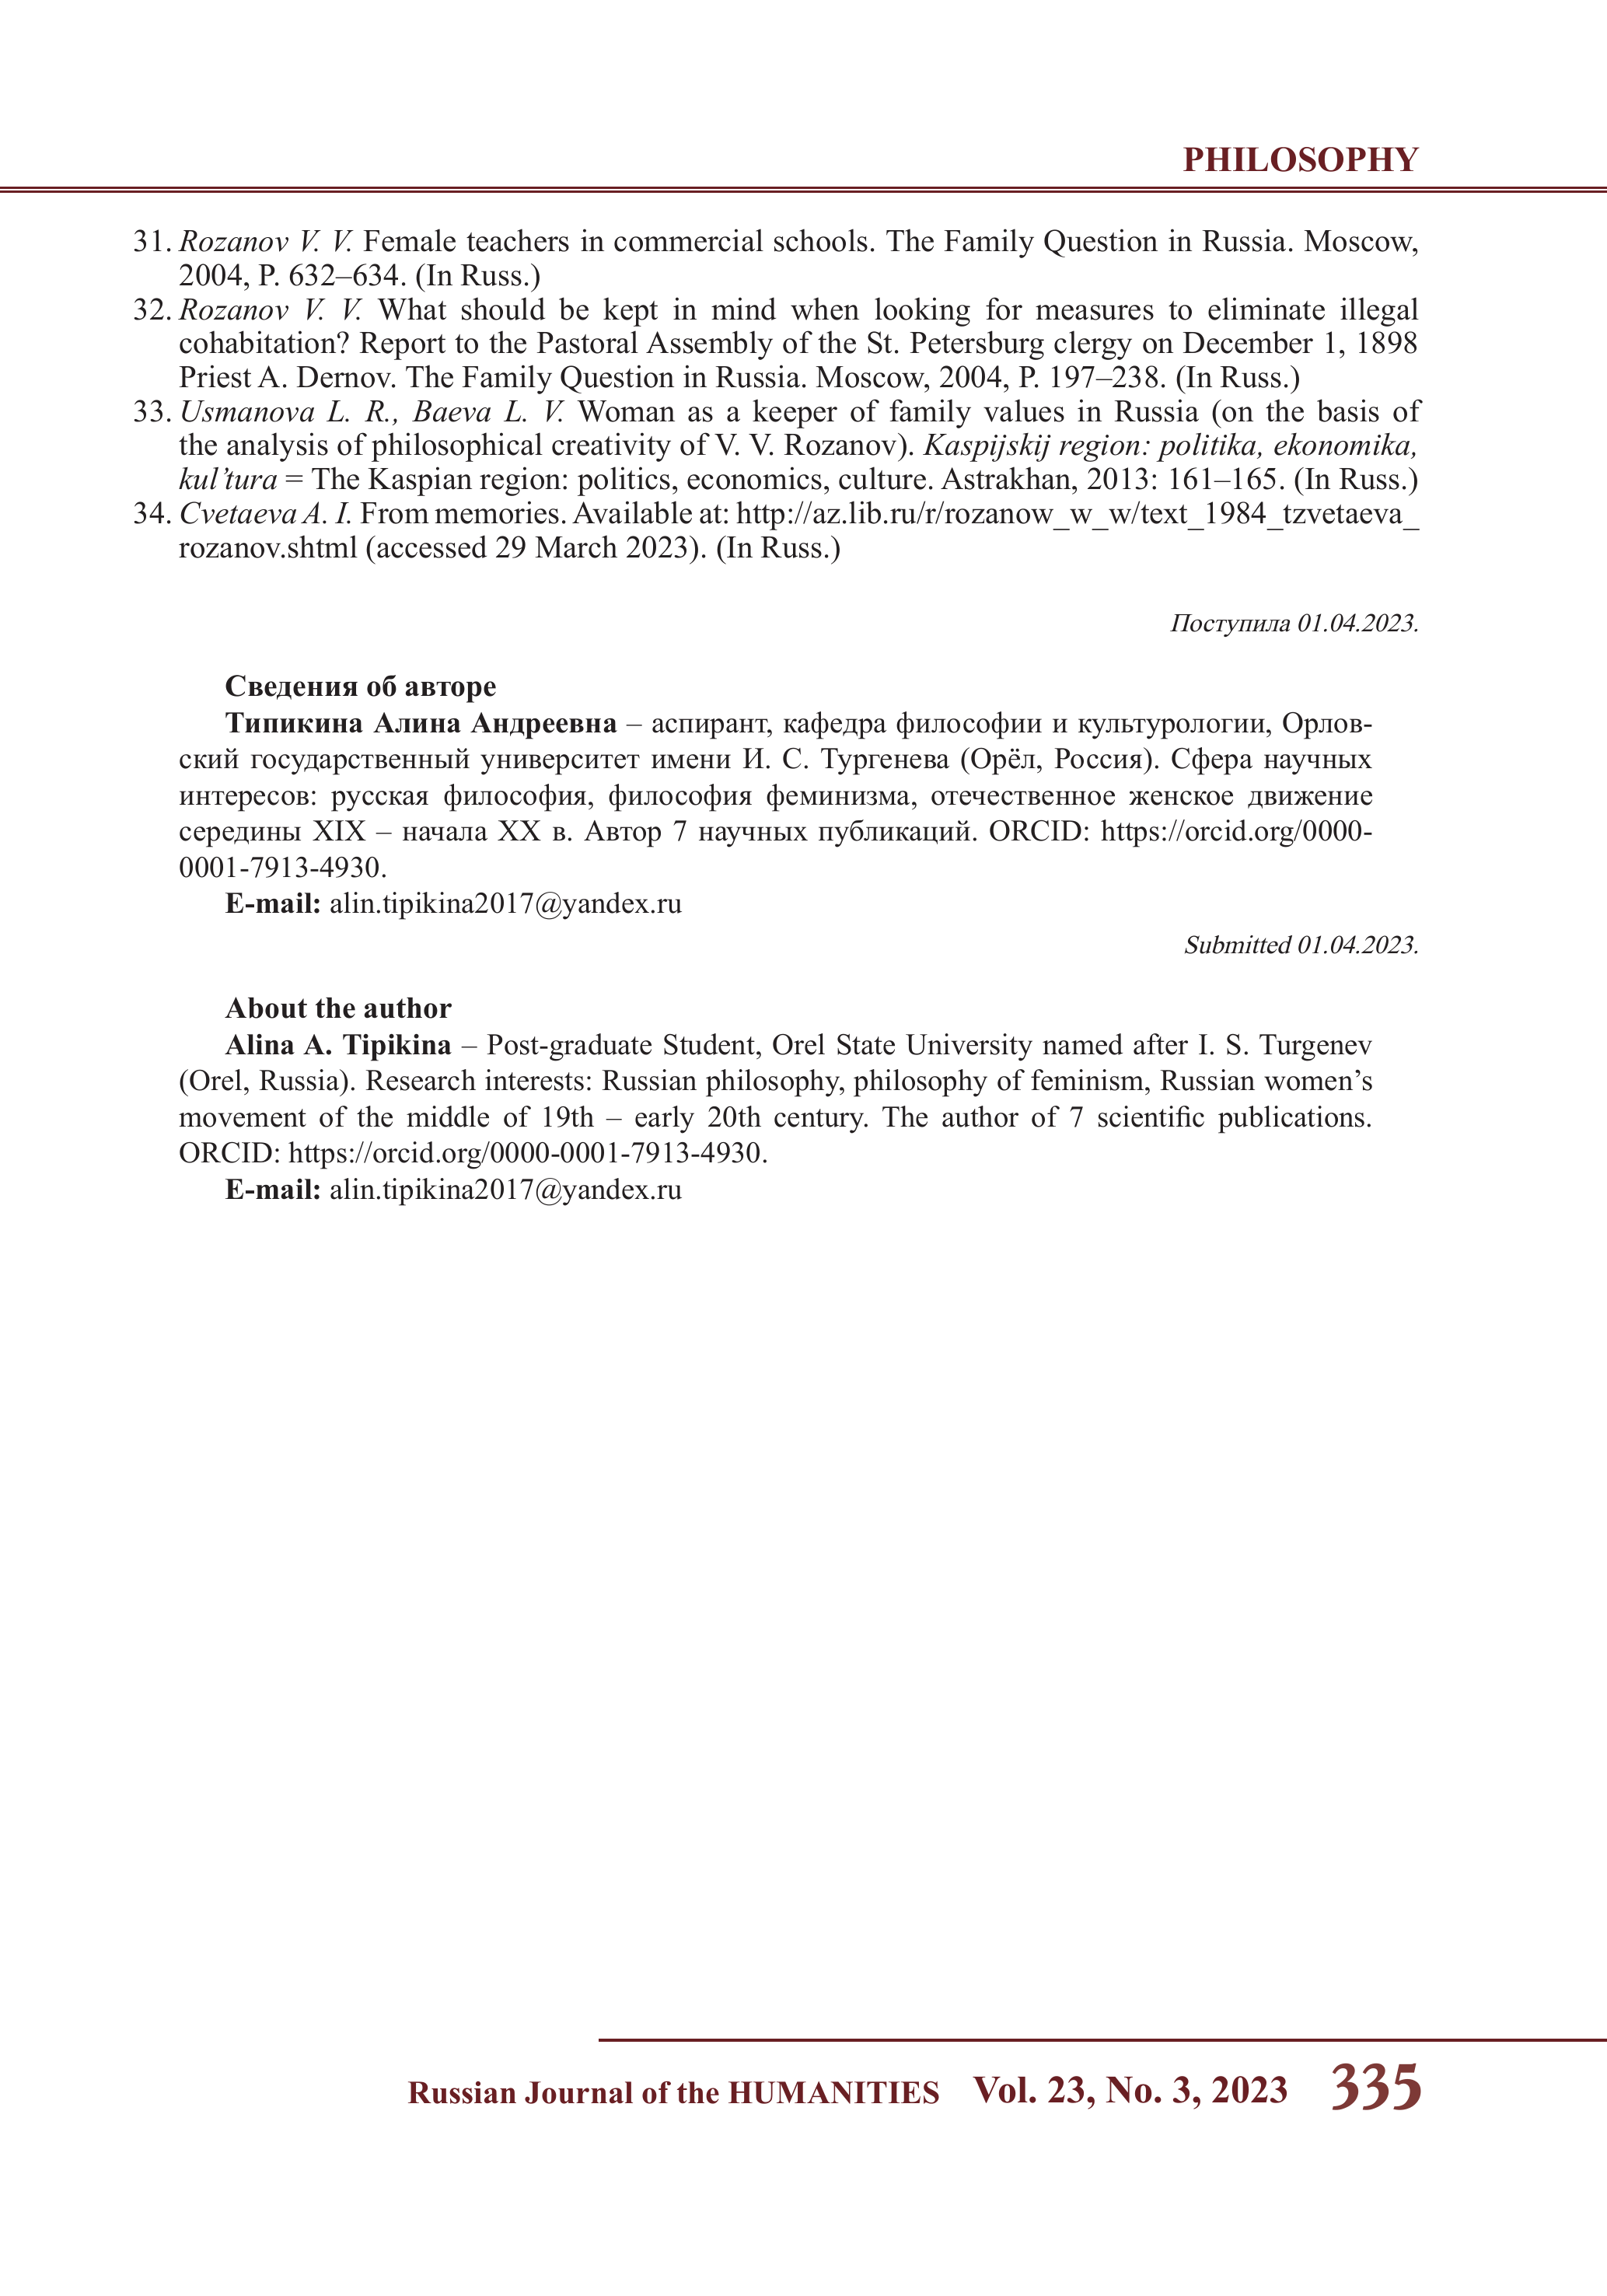 PHILOSOPHY
31. Rozanov V. V. Female teachers in commercial schools. The Family Question in Russia. Moscow,
2004, P. 632–634. (In Russ.)
32. Rozanov V. V. What should be kept in mind when looking for measures to eliminate illegal
cohabitation? Report to the Pastoral Assembly of the St. Petersburg clergy on December 1, 1898
Priest A. Dernov. The Family Question in Russia. Moscow, 2004, P. 197–238. (In Russ.)
33. Usmanova L. R., Baeva L. V. Woman as a keeper of family values in Russia (on the basis of
the analysis of philosophical creativity of V. V. Rozanov). Kaspijskij region: politika, ekonomika,
kul’tura = The Kaspian region: politics, economics, culture. Astrakhan, 2013: 161–165. (In Russ.)
34. Cvetaeva A. I. From memories. Available at: http://az.lib.ru/r/rozanow_w_w/text_1984_tzvetaeva_
rozanov.shtml (accessed 29 March 2023). (In Russ.)
Поступила 01.04.2023.
Сведения об авторе
Типикина Алина Андреевна – аспирант, кафедра философии и культурологии, Орлов-
ский государственный университет имени И. С. Тургенева (Орёл, Россия). Сфера научных
интересов: русская философия, философия феминизма, отечественное женское движение
середины XIX – начала XX в. Автор 7 научных публикаций. ORCID: https://orcid.org/0000-
0001-7913-4930.
E-mail: alin.tipikina2017@yandex.ru
Submitted 01.04.2023.
About the author
Alina A. Tipikina – Post-graduate Student, Orel State University named after I. S. Turgenev
(Orel, Russia). Research interests: Russian philosophy, philosophy of feminism, Russian women’s
movement of the middle of 19th – early 20th century. The author of 7 scientific publications.
ORCID: https://orcid.org/0000-0001-7913-4930.
E-mail: alin.tipikina2017@yandex.ru
Russian Journal of the HUMANITIES Vol. 23, No. 3, 2023 335